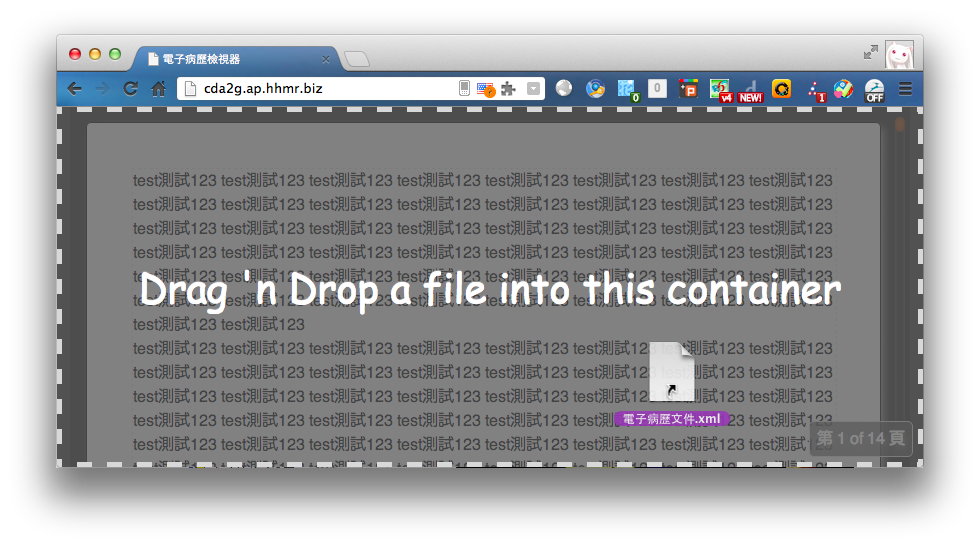 電子病歷檢視器
cda2g.ap.hhmr.biz
0 0 P v4 NEW! 1 OFF
test測試123 test測試123 test測試123 test測試123 test測試123 test測試123 test測試123 test測試123
test測試123 test測試123 test測試123 test測試123 test測試123 test測試123 test測試123 test測試123
test測試123 test測試123 test測試123 test測試123 test測試123 test測試123 test測試123 test測試123
test測試123 test測試123 test測試123 test測試123 test測試123 test測試123 test測試123 test測試123
test測試123 test測試123 test測試123 test測試123 test測試123 test測試123 test測試123 test測試123
Drag 'n Drop a file into this container
test測試123 test測試123 test測試123 test測試123 test測試123 test測試123 test測試123 test測試123
test測試123 test測試123
test測試123 test測試123 test測試123 test測試123 test測試123 test測試123 test測試123 test測試123
test測試123 test測試123 test測試123 test測試123 test測試123 test測試123 test測試123
test測試123 test測試123 test測試123 test測試123 test測試123 test測試123 test測試123
test測試123 test測試123 test測試123 test測試123 test測試123 test測試123
電子病歷文件.xml
test測試123 test測試123 test測試123 test測試123 test測試123 test測試123 test測試123 test測試123
第 1 of 14 頁